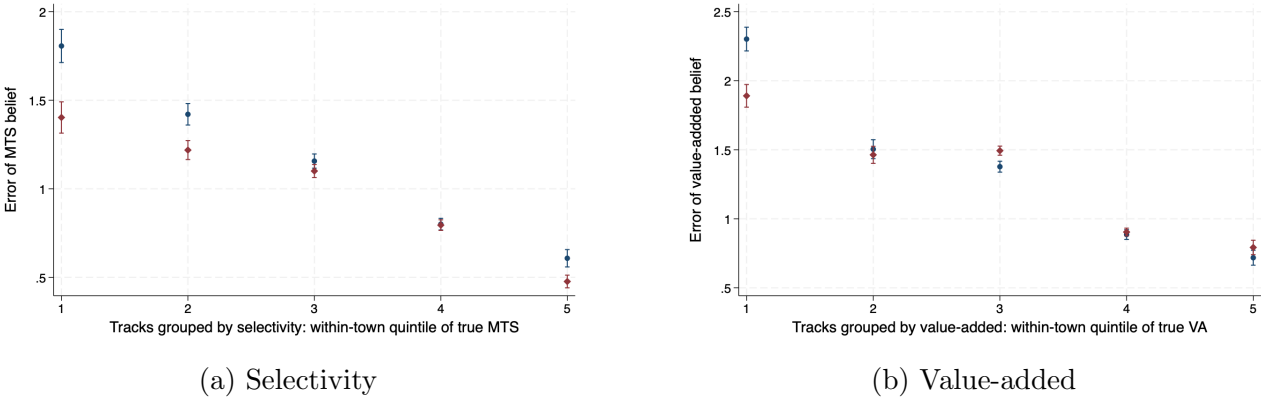 2
1.5
1
.5
Error of MTS belief
1 2 3 4 5
Tracks grouped by selectivity: within-town quintile of true MTS
(a) Selectivity
2.5
2
1.5
1
.5
Error of value-addded belief
1 2 3 4 5
Tracks grouped by value-added: within-town quintile of true VA
(b) Value-added